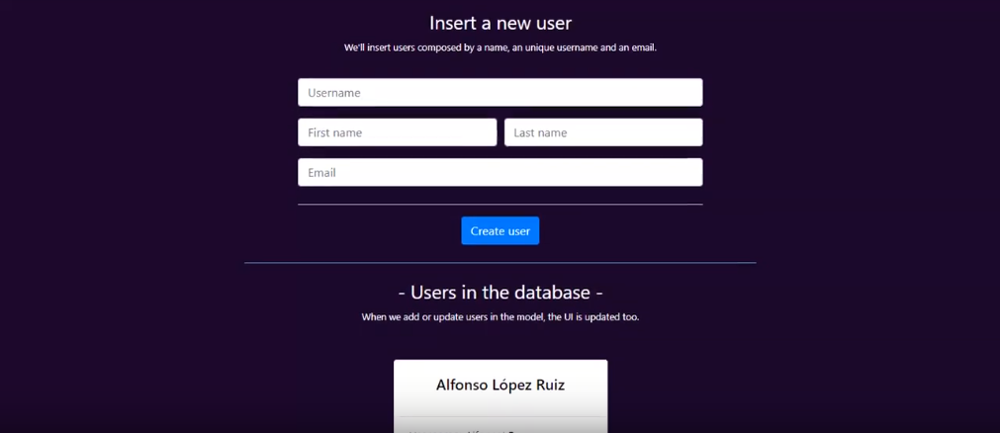 Insert a new user
We'll insert users composed by a name, an unique username and an email.
Username
First name Last name
Email
Create user
- Users in the database -
When we add or update users in the model, the UI is updated too.
Alfonso López Ruiz